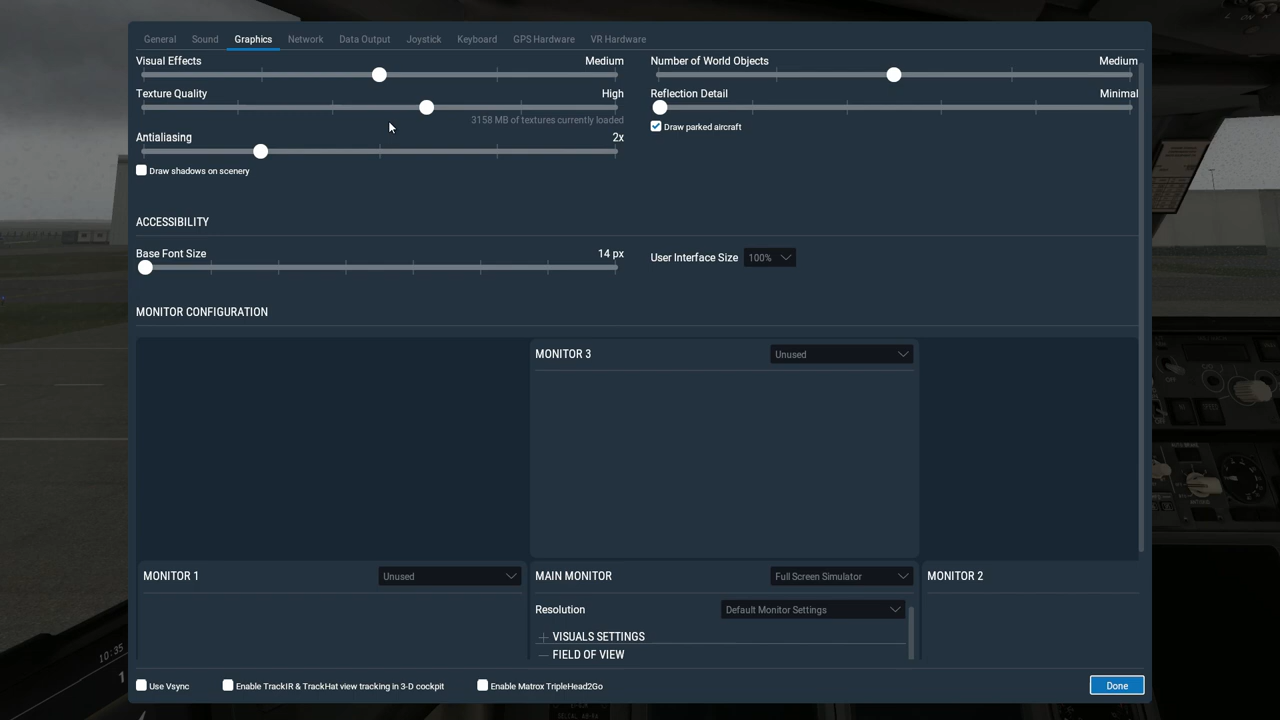 General Sound Graphics Network Data Output Joystick Keyboard GPS Hardware VR Hardware
Visual Effects Medium
Number of World Objects Medium
Texture Quality High
Reflection Detail Minimal
3158 MB of textures currently loaded
Draw parked aircraft
Antialiasing 2x
Draw shadows on scenery
ACCESSIBILITY
Base Font Size 14 px
User Interface Size 100%
MONITOR CONFIGURATION
MONITOR 3 Unused
MONITOR 1 Unused
MAIN MONITOR Full Screen Simulator
MONITOR 2
Resolution Default Monitor Settings
VISUALS SETTINGS
FIELD OF VIEW
10:35
Use Vsync
Enable TrackIR & TrackHat view tracking in 3-D cockpit
Enable Matrox TripleHead2Go
Done